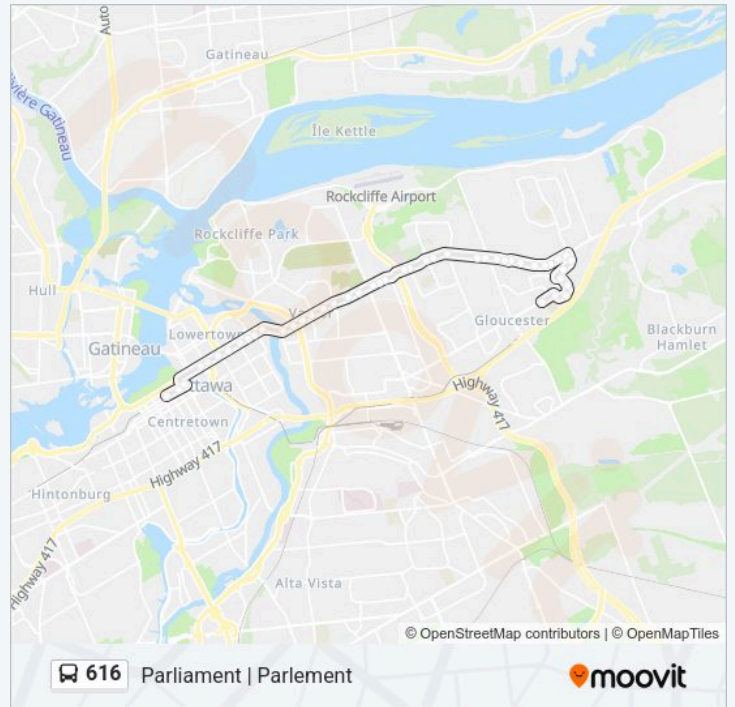 Auto
Gatineau
Rivière Gatineau
Île Kettle
Rockcliffe Airport
Rockcliffe Park
Hull
Lowertown
Gloucester
Gatineau
Blackburn
Hamlet
ttawa
Highway 417
Centretown
Highway 417
Hintonburg
Highway 417
Alta Vista
© OpenStreetMap contributors | © OpenMapTiles
616 Parliament | Parlement
moovit